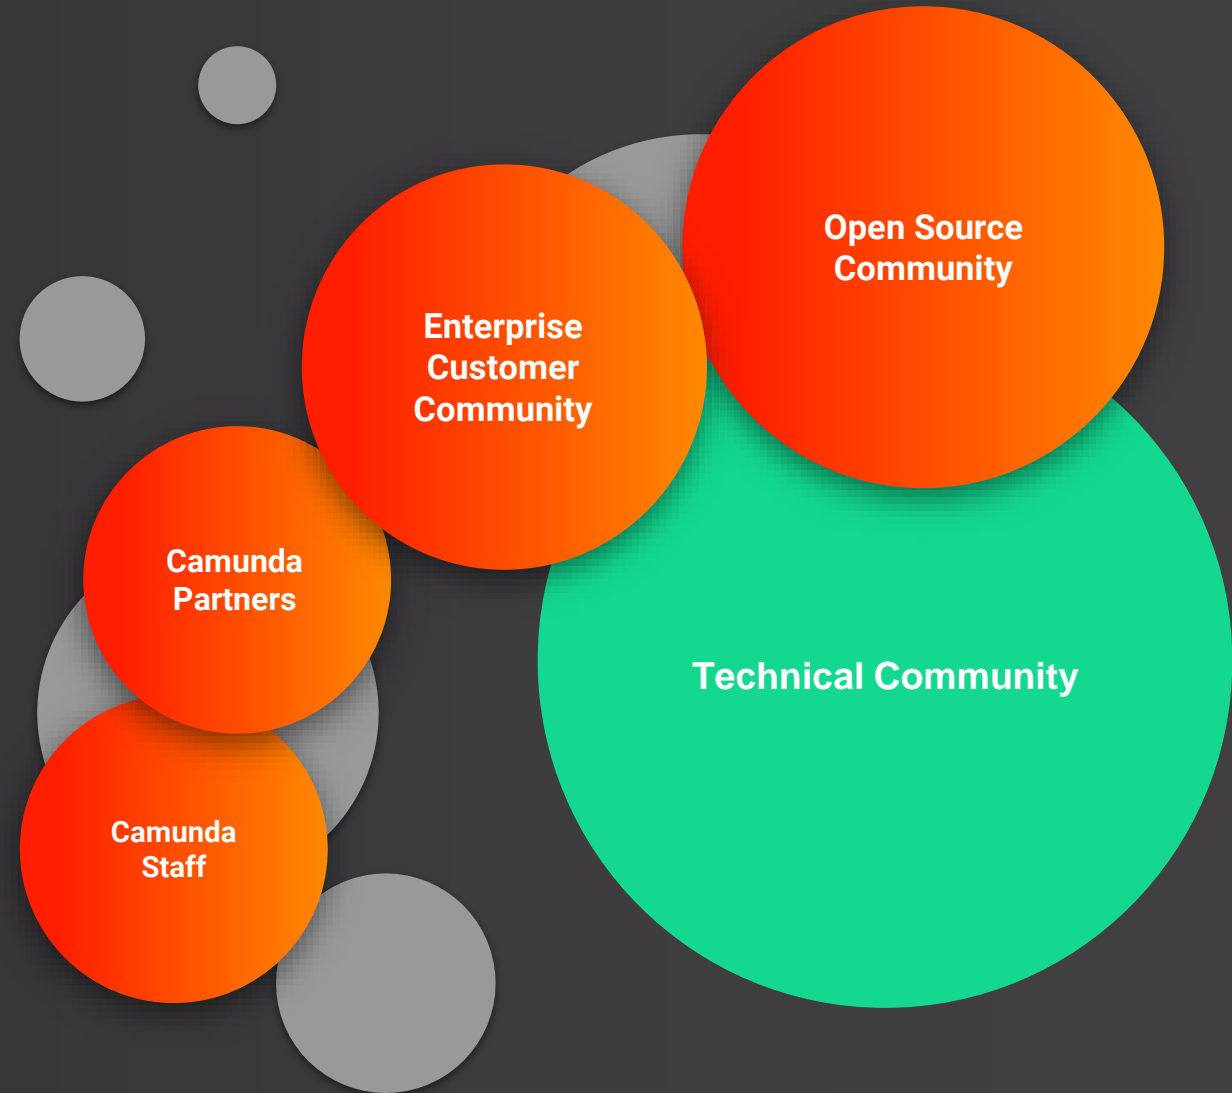 Open Source
Community
Enterprise
Customer
Community
Camunda
Partners
Technical Community
Camunda
Staff